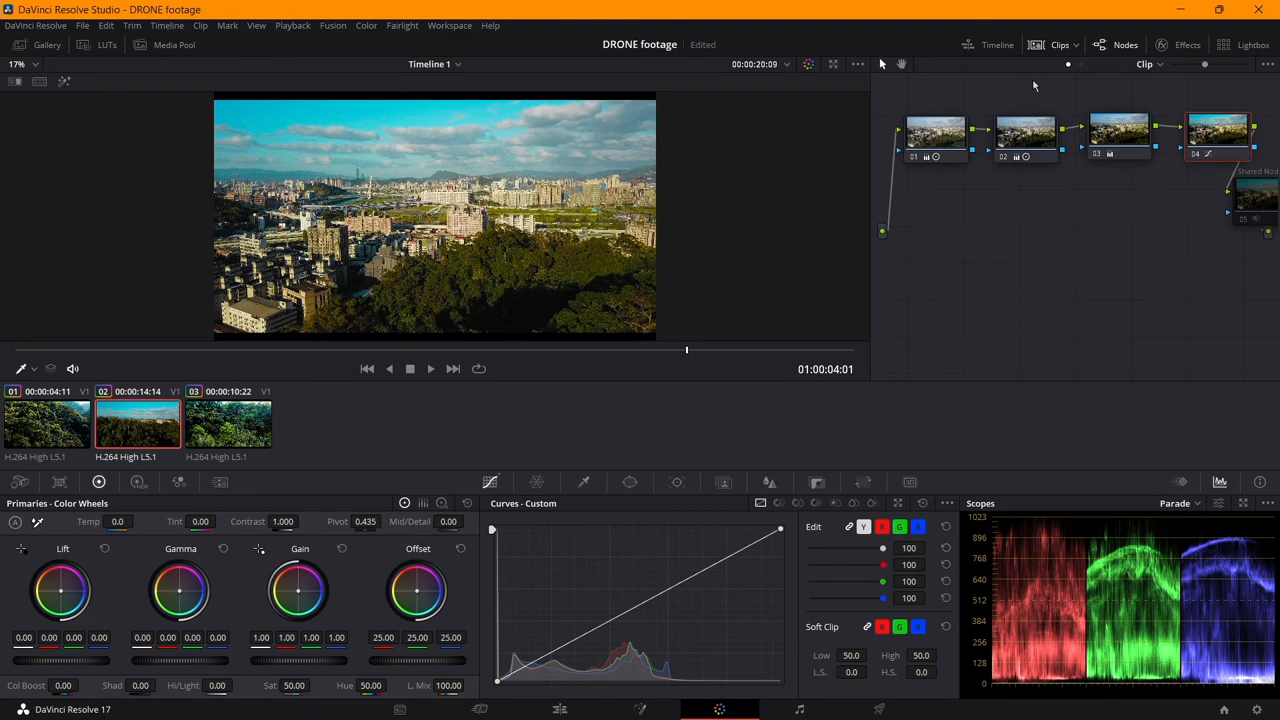 DaVinci Resolve Studio - DRONE footage
DaVinci Resolve File Edit Trim Timeline Clip Mark View Playback Fusion Color Fairlight Workspace Help
Gallery LUTs Media Pool DRONE footage Edited Timeline Clips Nodes Effects Lightbox
17% Timeline 1 00:00:20:09 Clip
01 02 03 04
Shared Nod
05
01:00:04:01
01 00:00:04:11 V1 02 00:00:14:14 V1 03 00:00:10:22 V1
H.264 High L5.1 H.264 High L5.1 H.264 High L5.1
Primaries - Color Wheels Curves - Custom Scopes Parade
A Temp 0.0 Tint 0.00 Contrast 1.000 Pivot 0.435 Mid/Detail 0.00
Lift Gamma Gain Offset
0.00 0.00 0.00 0.00 0.00 0.00 0.00 0.00 1.00 1.00 1.00 1.00 25.00 25.00 25.00
Col Boost 0.00 Shad 0.00 Hi/Light 0.00 Sat 50.00 Hue 50.00 L. Mix 100.00
Edit Y R G B
100
100
100
100
Soft Clip R G B
Low 50.0 High 50.0
L.S. 0.0 H.S. 0.0
1023
896
768
640
512
384
256
128
0
DaVinci Resolve 17